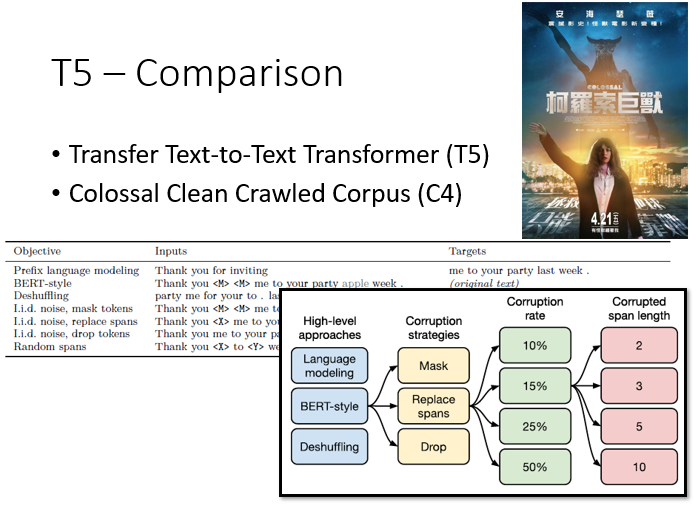 T5 – Comparison
• Transfer Text-to-Text Transformer (T5)
• Colossal Clean Crawled Corpus (C4)
安 海 瑟 薇
COLOSSAL
柯羅索巨獸
4.21
Objective Inputs Targets
Prefix language modeling Thank you for inviting me to your party last week .
BERT-style Thank you <M> <M> me to your party apple week . (original text)
Deshuffling party me for your to . las
I.i.d. noise, mask tokens Thank you <M> <M> me to
I.i.d. noise, replace spans Thank you <X> me to you
I.i.d. noise, drop tokens Thank you me to your pa
Random spans Thank you <X> to <Y> we
High-level approaches
Language modeling
BERT-style
Deshuffling
Corruption strategies
Mask
Replace spans
Drop
Corruption rate
10%
15%
25%
50%
Corrupted span length
2
3
5
10